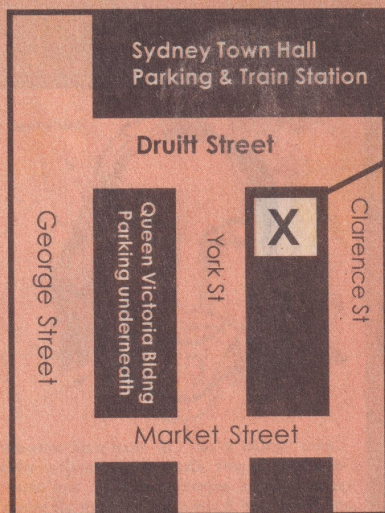 Sydney Town Hall
Parking & Train Station
Druitt Street
George Street
Queen Victoria Bldng
Parking underneath
York St
X
Clarence St
Market Street